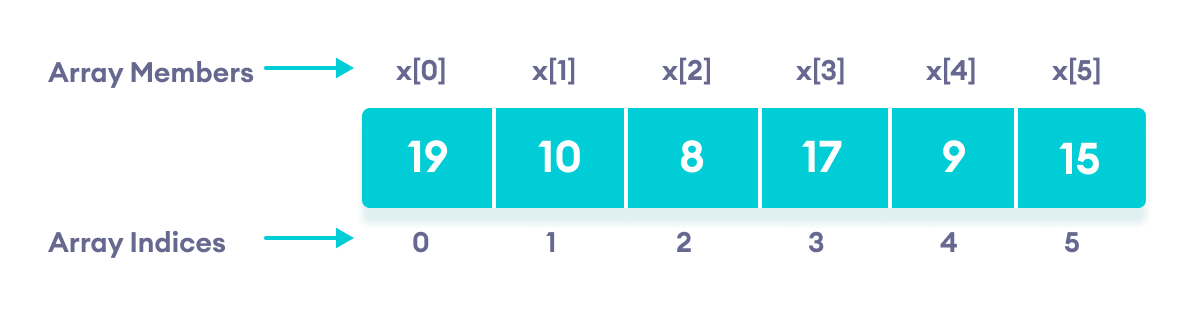 Array Members x[0] x[1] x[2] x[3] x[4] x[5]
19 10 8 17 9 15
Array Indices 0 1 2 3 4 5